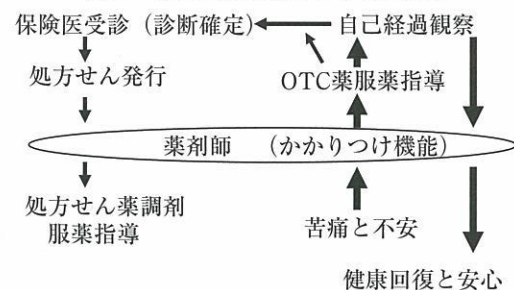 保険医受診（診断確定）
自己経過観察
処方せん発行
OTC薬服薬指導
薬剤師　（かかりつけ機能）
処方せん薬調剤
服薬指導
苦痛と不安
健康回復と安心